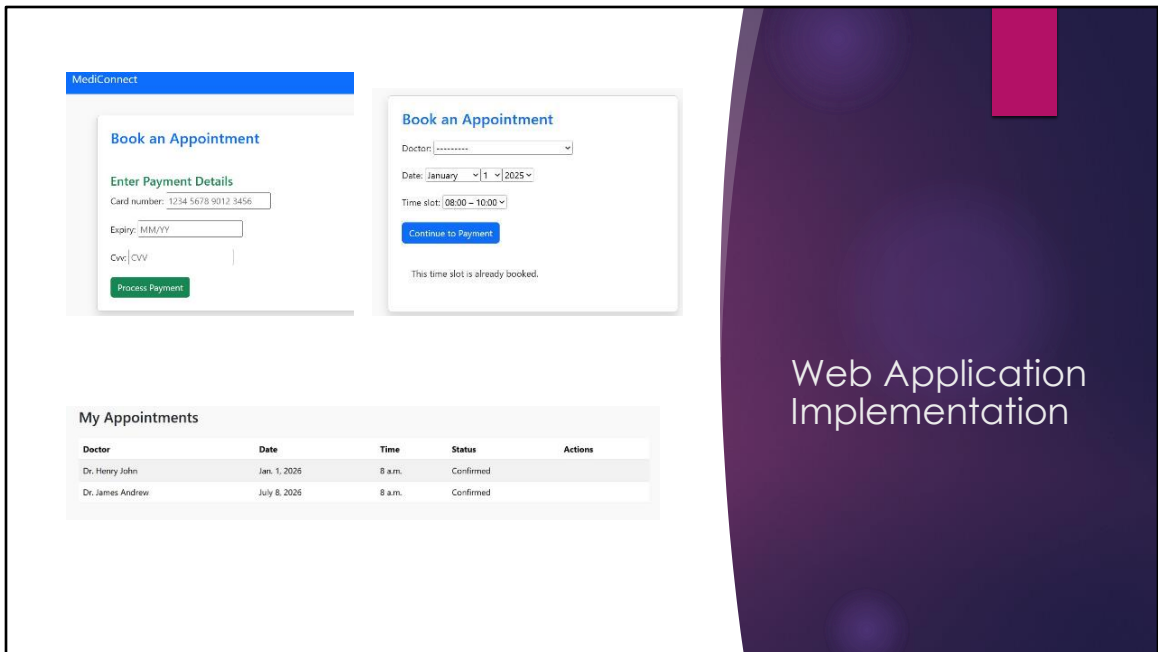 MediConnect
Book an Appointment
Enter Payment Details
Card number: 1234 5678 9012 3456
Expiry: MM/YY
Cvv: CVV
Process Payment
Book an Appointment
Doctor: ---------
Date: January 1 2025
Time slot: 08:00 – 10:00
Continue to Payment
This time slot is already booked.
My Appointments
Doctor Date Time Status Actions
Dr. Henry John Jan. 1, 2026 8 a.m. Confirmed
Dr. James Andrew July 8, 2026 8 a.m. Confirmed
Web Application
Implementation